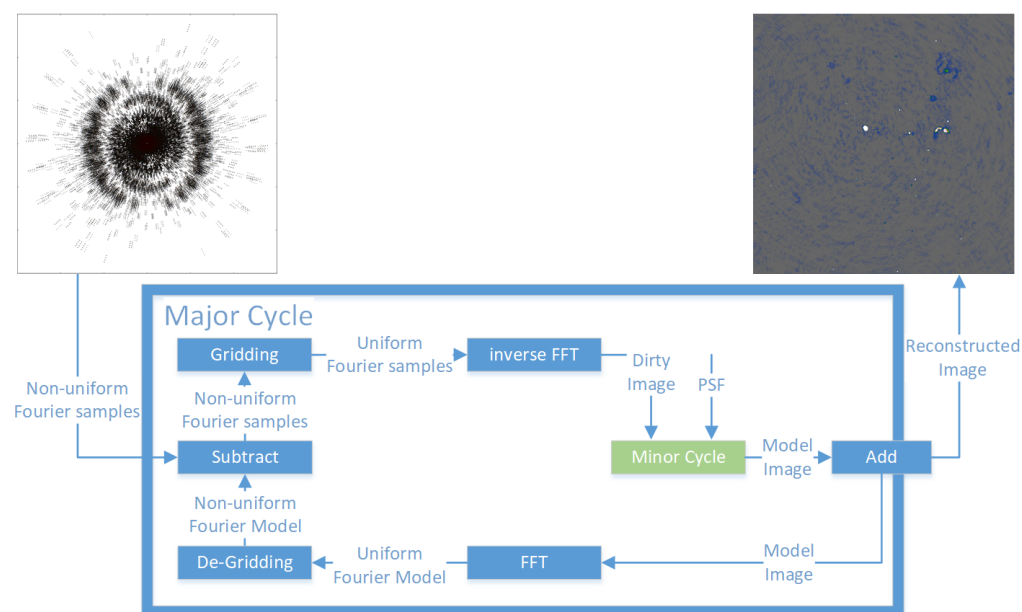 Major Cycle
Gridding
Uniform
Fourier samples
inverse FFT
Dirty
Image
PSF
Reconstructed
Image
Non-uniform
Fourier samples
Non-uniform
Fourier samples
Subtract
Minor Cycle
Model
Image
Add
Non-uniform
Fourier Model
De-Gridding
Uniform
Fourier Model
FFT
Model
Image